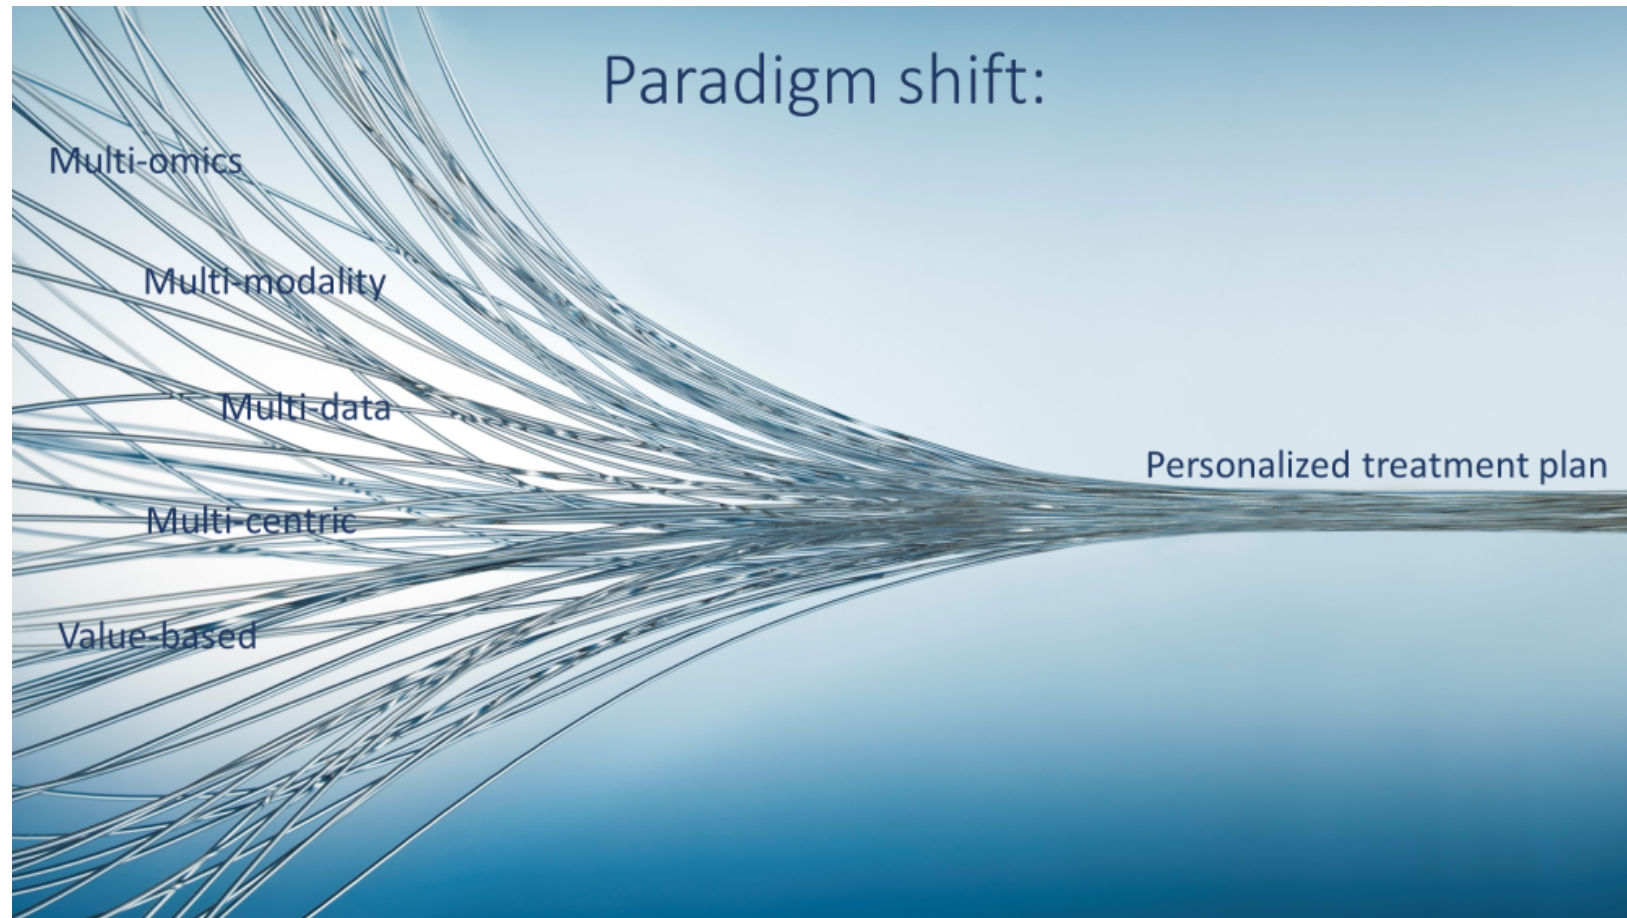 Paradigm shift:
Multi-omics
Multi-modality
Multi-data
Multi-centric
Value-based
Personalized treatment plan